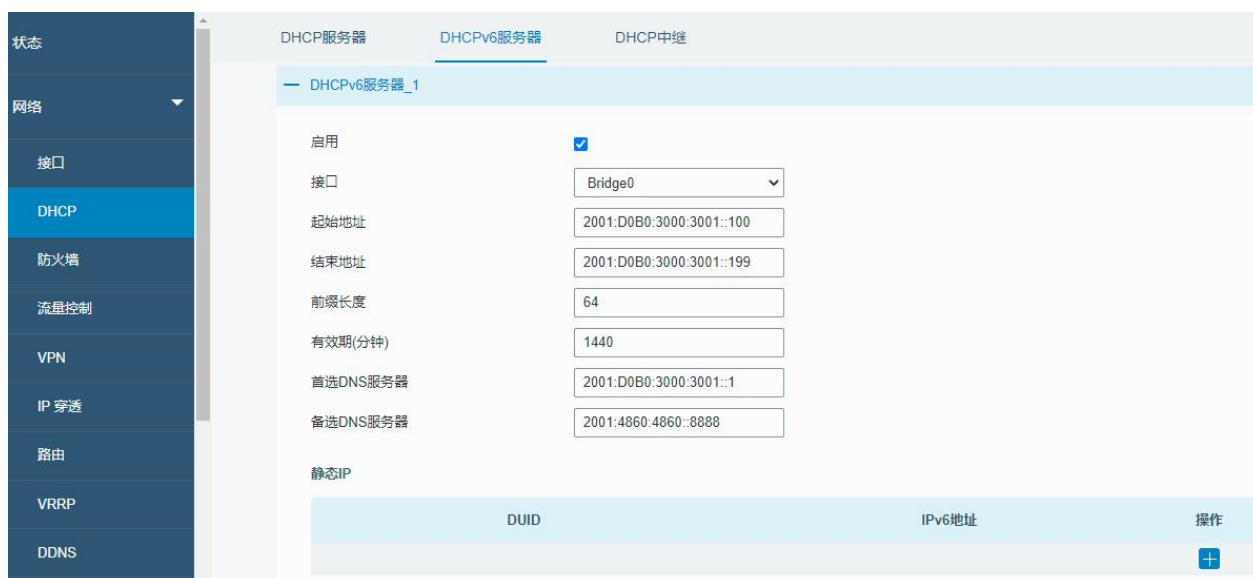 状态
网络
接口
DHCP
防火墙
流量控制
VPN
IP 穿透
路由
VRRP
DDNS
DHCP服务器 DHCPv6服务器 DHCP中继
DHCPv6服务器_1
启用
接口 Bridge0
起始地址 2001:D0B0:3000:3001::100
结束地址 2001:D0B0:3000:3001::199
前缀长度 64
有效期(分钟) 1440
首选DNS服务器 2001:D0B0:3000:3001::1
备选DNS服务器 2001:4860:4860::8888
静态IP
DUID IPv6地址 操作